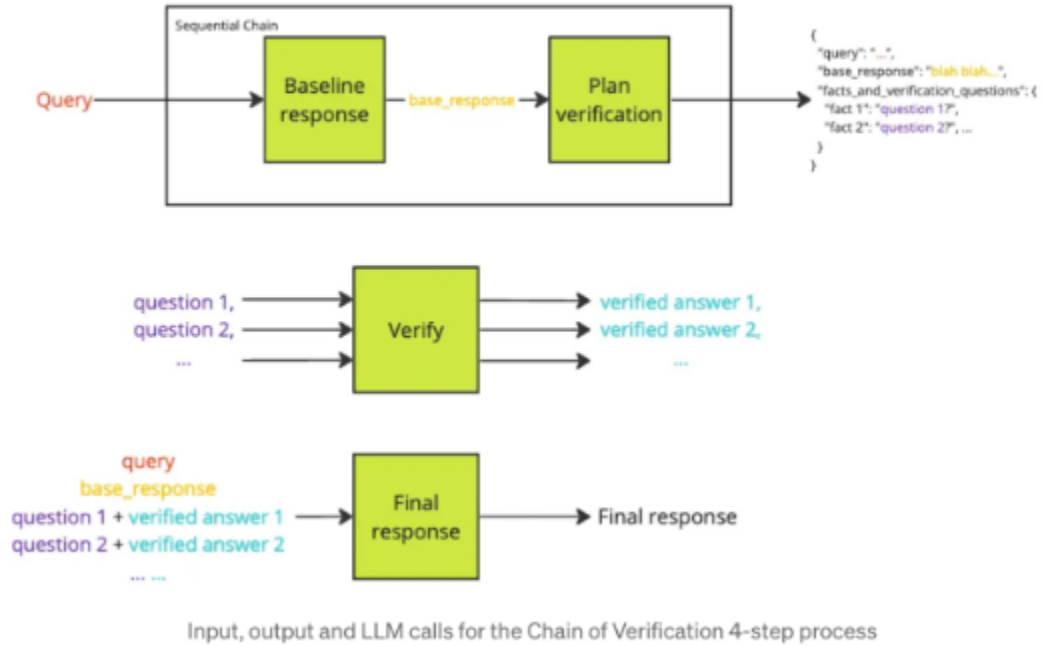 Sequential Chain
Query
Baseline
response
base_response
Plan
verification
{
"query": "...",
"base_response": "blah blah...",
"facts_and_verification_questions": {
"fact 1": "question 1?",
"fact 2": "question 2?", ...
}
}
question 1,
question 2,
...
Verify
verified answer 1,
verified answer 2,
...
query
base_response
question 1 + verified answer 1
question 2 + verified answer 2
... ...
Final
response
Final response
Input, output and LLM calls for the Chain of Verification 4-step process